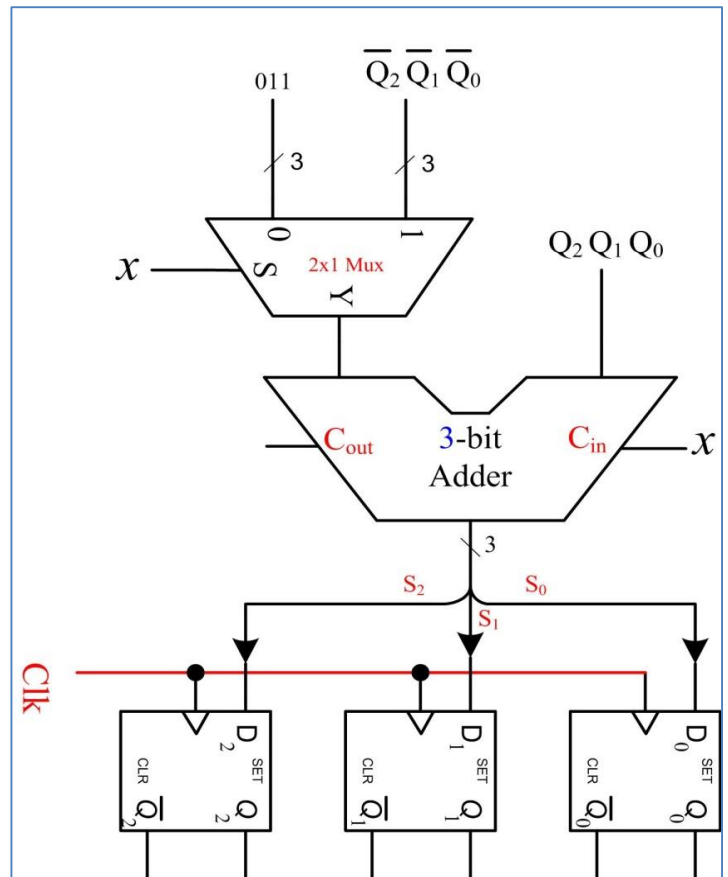 011 Q̅₂ Q̅₁ Q̅₀
3 3
0 1
Q₂ Q₁ Q₀
x S 2x1 Mux
Y
Cout 3-bit Cin x
Adder
3
S₂ S₀
S₁
Clk
D₂ D₁ D₀
CLR SET CLR SET CLR SET
Q̅₂ Q₂ Q̅₁ Q₁ Q̅₀ Q₀